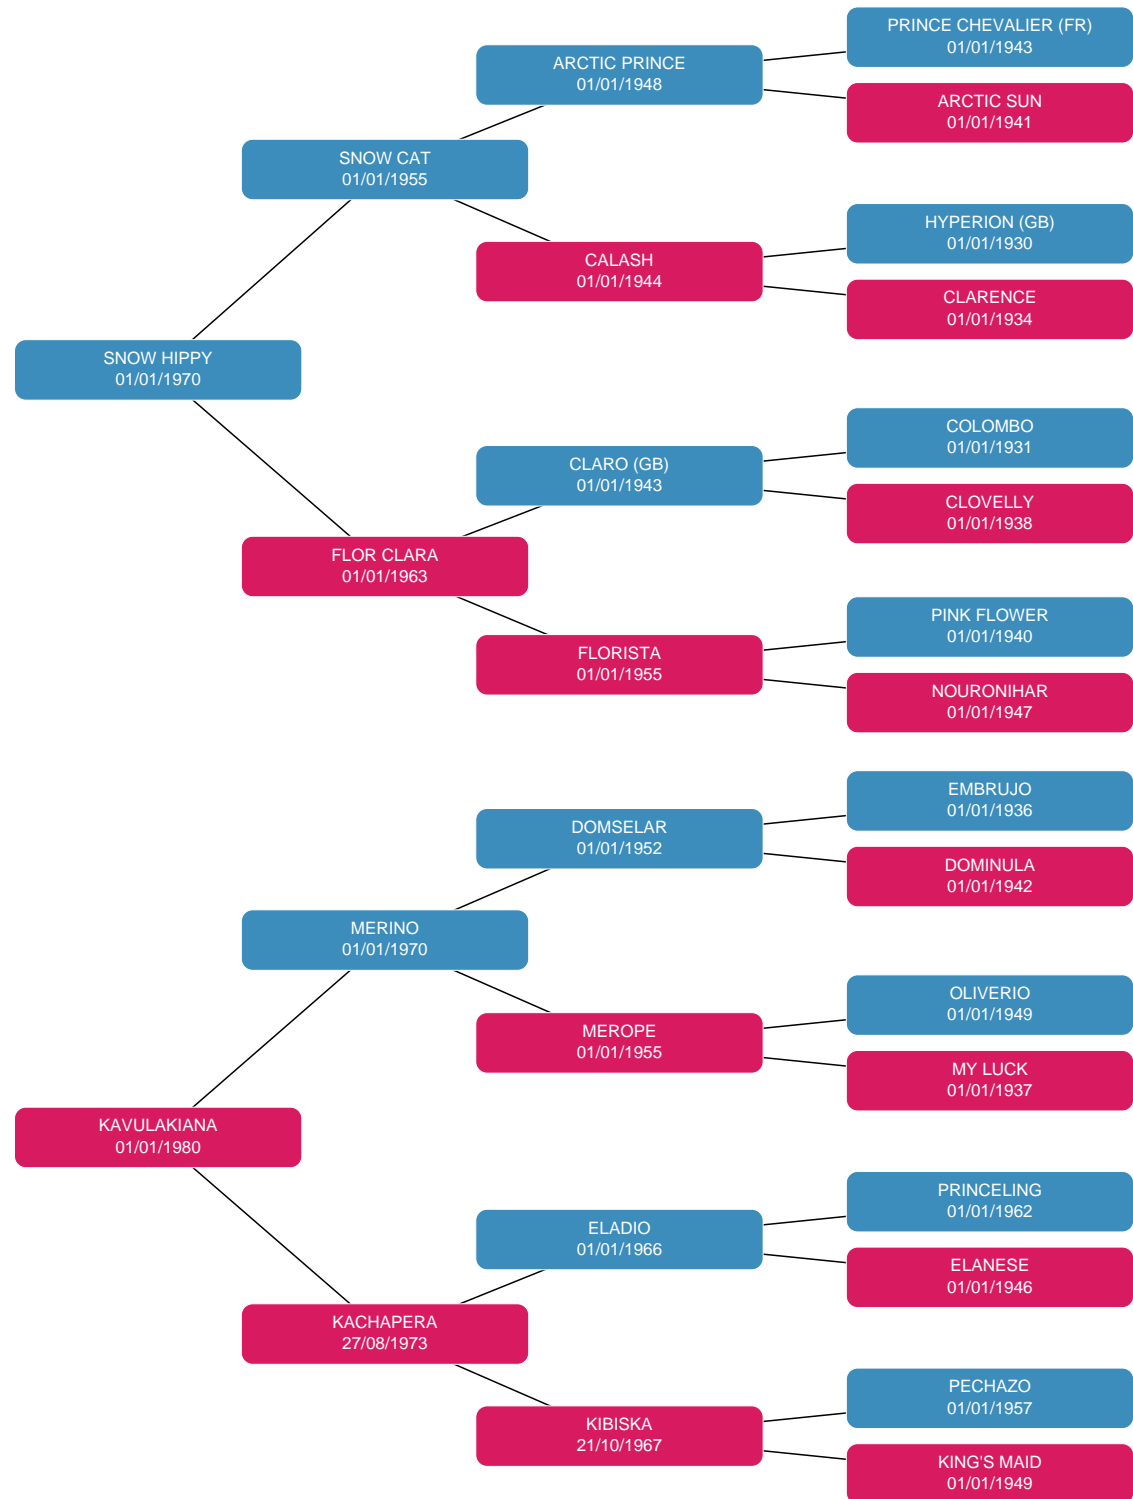 PRINCE CHEVALIER (FR)
01/01/1943
ARCTIC PRINCE
01/01/1948
ARCTIC SUN
01/01/1941
SNOW CAT
01/01/1955
HYPERION (GB)
01/01/1930
CALASH
01/01/1944
CLARENCE
01/01/1934
SNOW HIPPY
01/01/1970
COLOMBO
01/01/1931
CLARO (GB)
01/01/1943
CLOVELLY
01/01/1938
FLOR CLARA
01/01/1963
PINK FLOWER
01/01/1940
FLORISTA
01/01/1955
NOURONIHAR
01/01/1947
EMBRUJO
01/01/1936
DOMSELAR
01/01/1952
DOMINULA
01/01/1942
MERINO
01/01/1970
OLIVERIO
01/01/1949
MEROPE
01/01/1955
MY LUCK
01/01/1937
KAVULAKIANA
01/01/1980
PRINCELING
01/01/1962
ELADIO
01/01/1966
ELANESE
01/01/1946
KACHAPERA
27/08/1973
PECHAZO
01/01/1957
KIBISKA
21/10/1967
KING'S MAID
01/01/1949